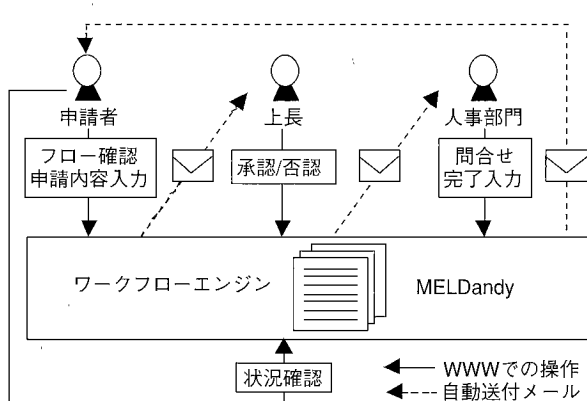 申請者
上長
人事部門
フロー確認
申請内容入力
承認/否認
問合せ
完了入力
ワークフローエンジン
MELDandy
状況確認
WWWでの操作
自動送付メール